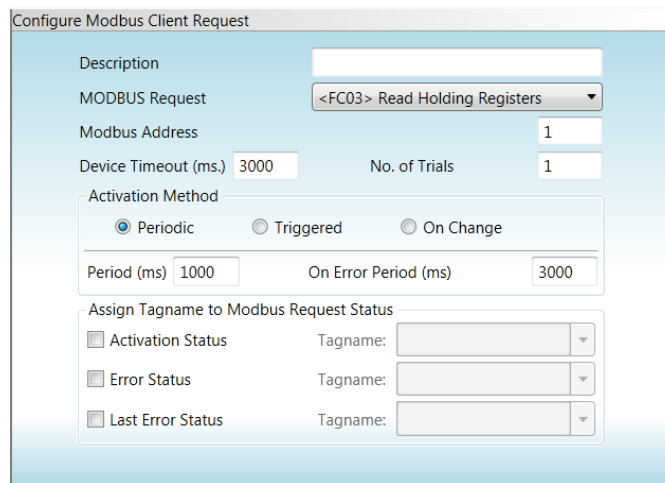 Configure Modbus Client Request
Description
MODBUS Request <FC03> Read Holding Registers
Modbus Address 1
Device Timeout (ms.) 3000 No. of Trials 1
Activation Method
Periodic Triggered On Change
Period (ms) 1000 On Error Period (ms) 3000
Assign Tagname to Modbus Request Status
Activation Status Tagname:
Error Status Tagname:
Last Error Status Tagname: